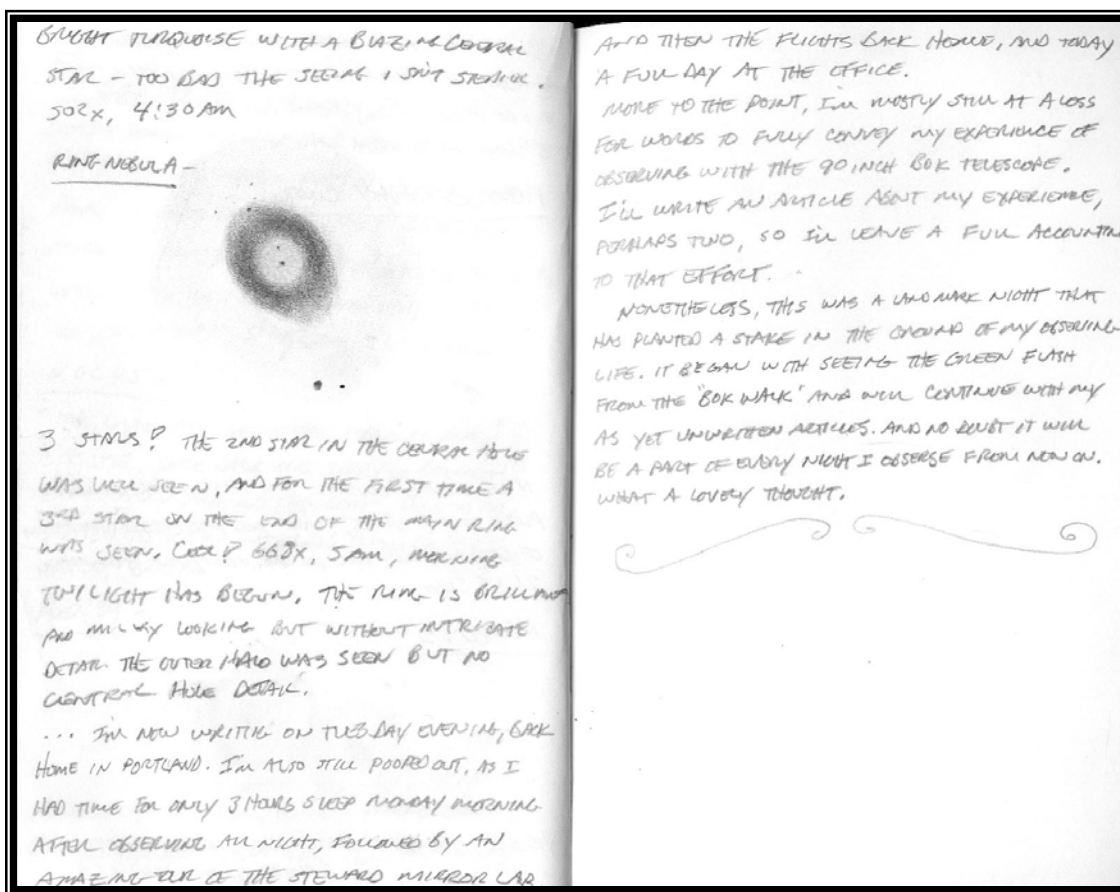 BRIGHT TURQUOISE WITH A BLAZING CENTRAL
STAR – TOO BAD THE SEEING ISN'T STERLING.
502x, 4:30 AM
RING NEBULA –
3 STARS! THE 2ND STAR IN THE CENTRAL HOLE
WAS WELL SEEN, AND FOR THE FIRST TIME A
3RD STAR ON THE END OF THE MAIN RING
WAS SEEN. COOL! 668x, 5AM, MORNING
TWILIGHT HAS BEGUN. THE RING IS BRILLIANT
AND MILKY LOOKING BUT WITHOUT INTRICATE
DETAIL. THE OUTER HALO WAS SEEN BUT NO
CENTRAL HOLE DETAIL.
... I'M NOW WRITING ON TUESDAY EVENING, BACK
HOME IN PORTLAND. I'M ALSO STILL POOPED OUT, AS I
HAD TIME FOR ONLY 3 HOURS SLEEP MONDAY MORNING
AFTER OBSERVING ALL NIGHT, FOLLOWED BY AN
AMAZING TOUR OF THE STEWARD MIRROR LAB
AND THEN THE FLIGHTS BACK HOME, AND TODAY
A FULL DAY AT THE OFFICE.
MORE TO THE POINT, I'M MOSTLY STILL AT A LOSS
FOR WORDS TO FULLY CONVEY MY EXPERIENCE OF
OBSERVING WITH THE 90 INCH BOK TELESCOPE.
I'LL WRITE AN ARTICLE ABOUT MY EXPERIENCE,
PERHAPS TWO, SO I'LL LEAVE A FULL ACCOUNTING
TO THAT EFFORT.
NONETHELESS, THIS WAS A LANDMARK NIGHT THAT
HAS PLANTED A STAKE IN THE GROUND OF MY OBSERVING
LIFE. IT BEGAN WITH SEEING THE GREEN FLASH
FROM THE "BOK WALK" AND WILL CONTINUE WITH MY
AS YET UNWRITTEN ARTICLES. AND NO DOUBT IT WILL
BE A PART OF EVERY NIGHT I OBSERVE FROM NOW ON.
WHAT A LOVELY THOUGHT.